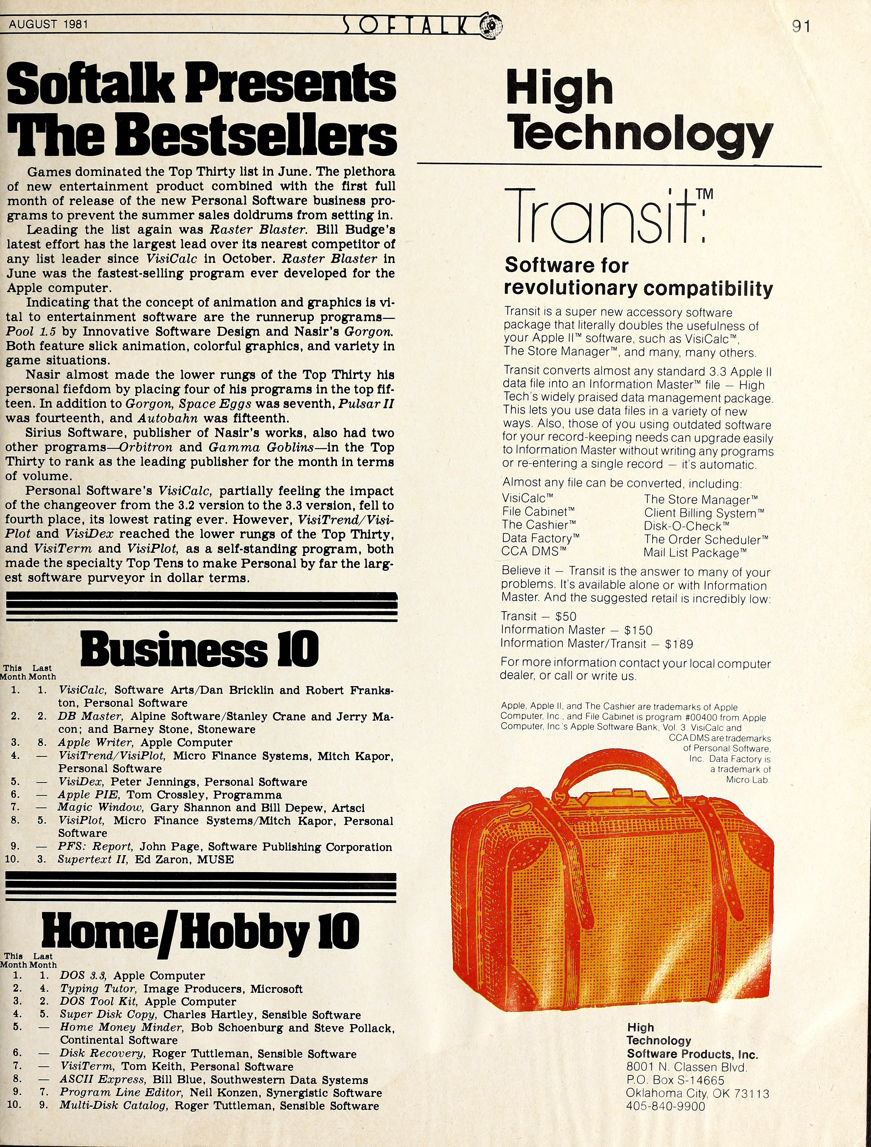 AUGUST 1981
SOFTALK
91
Softalk Presents
The Bestsellers
Games dominated the Top Thirty list in June. The plethora
of new entertainment product combined with the first full
month of release of the new Personal Software business pro-
grams to prevent the summer sales doldrums from setting in.
Leading the list again was Raster Blaster. Bill Budge's
latest effort has the largest lead over its nearest competitor of
any list leader since VisiCalc in October. Raster Blaster in
June was the fastest-selling program ever developed for the
Apple computer.
Indicating that the concept of animation and graphics is vi-
tal to entertainment software are the runnerup programs—
Pool 1.5 by Innovative Software Design and Nasir's Gorgon.
Both feature slick animation, colorful graphics, and variety in
game situations.
Nasir almost made the lower rungs of the Top Thirty his
personal fiefdom by placing four of his programs in the top fif-
teen. In addition to Gorgon, Space Eggs was seventh, Pulsar II
was fourteenth, and Autobahn was fifteenth.
Sirius Software, publisher of Nasir's works, also had two
other programs—Orbitron and Gamma Goblins—in the Top
Thirty to rank as the leading publisher for the month in terms
of volume.
Personal Software's VisiCalc, partially feeling the impact
of the changeover from the 3.2 version to the 3.3 version, fell to
fourth place, its lowest rating ever. However, VisiTrend/Visi-
Plot and VisiDex reached the lower rungs of the Top Thirty,
and VisiTerm and VisiPlot, as a self-standing program, both
made the specialty Top Tens to make Personal by far the larg-
est software purveyor in dollar terms.
Business 10
This Last
Month Month
1. 1. VisiCalc, Software Arts/Dan Bricklin and Robert Franks-
ton, Personal Software
2. 2. DB Master, Alpine Software/Stanley Crane and Jerry Ma-
con; and Barney Stone, Stoneware
3. 8. Apple Writer, Apple Computer
4. — VisiTrend/VisiPlot, Micro Finance Systems, Mitch Kapor,
Personal Software
5. — VisiDex, Peter Jennings, Personal Software
6. — Apple PIE, Tom Crossley, Programma
7. — Magic Window, Gary Shannon and Bill Depew, Artsci
8. 5. VisiPlot, Micro Finance Systems/Mitch Kapor, Personal
Software
9. — PFS: Report, John Page, Software Publishing Corporation
10. 3. Supertext II, Ed Zaron, MUSE
Home/Hobby 10
This Last
Month Month
1. 1. DOS 3.3, Apple Computer
2. 4. Typing Tutor, Image Producers, Microsoft
3. 2. DOS Tool Kit, Apple Computer
4. 5. Super Disk Copy, Charles Hartley, Sensible Software
5. — Home Money Minder, Bob Schoenburg and Steve Pollack,
Continental Software
6. — Disk Recovery, Roger Tuttleman, Sensible Software
7. — VisiTerm, Tom Keith, Personal Software
8. — ASCII Express, Bill Blue, Southwestern Data Systems
9. 7. Program Line Editor, Neil Konzen, Synergistic Software
10. 9. Multi-Disk Catalog, Roger Tuttleman, Sensible Software
High
Technology
Transit:™
Software for
revolutionary compatibility
Transit is a super new accessory software
package that literally doubles the usefulness of
your Apple II™ software, such as VisiCalc™,
The Store Manager™, and many, many others.
Transit converts almost any standard 3.3 Apple II
data file into an Information Master™ file – High
Tech's widely praised data management package.
This lets you use data files in a variety of new
ways. Also, those of you using outdated software
for your record-keeping needs can upgrade easily
to Information Master without writing any programs
or re-entering a single record – it's automatic.
Almost any file can be converted, including:
VisiCalc™ The Store Manager™
File Cabinet™ Client Billing System™
The Cashier™ Disk-O-Check™
Data Factory™ The Order Scheduler™
CCA DMS™ Mail List Package™
Believe it – Transit is the answer to many of your
problems. It's available alone or with Information
Master. And the suggested retail is incredibly low:
Transit – $50
Information Master – $150
Information Master/Transit – $189
For more information contact your local computer
dealer, or call or write us.
Apple, Apple II, and The Cashier are trademarks of Apple
Computer, Inc., and File Cabinet is program #00400 from Apple
Computer, Inc.'s Apple Software Bank, Vol. 3. VisiCalc and
CCA DMS are trademarks
of Personal Software,
Inc. Data Factory is
a trademark of
Micro Lab.
High
Technology
Software Products, Inc.
8001 N. Classen Blvd.
P.O. Box S-14665
Oklahoma City, OK 73113
405-840-9900